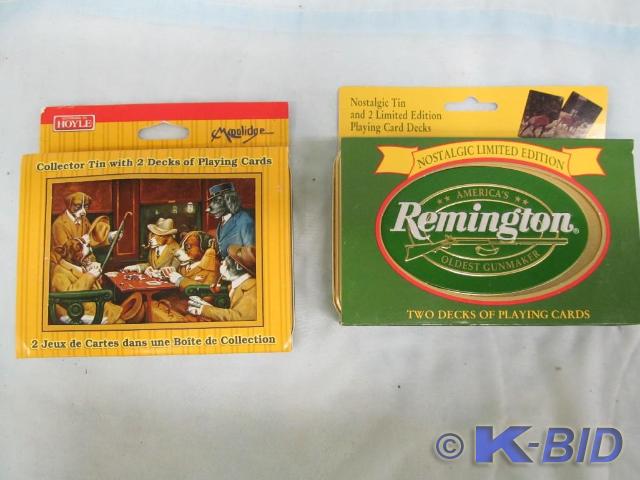 HOYLE
Collector Tin with 2 Decks of Playing Cards
2 Jeux de Cartes dans une Boîte de Collection
Nostalgic Tin
and 2 Limited Edition
Playing Card Decks
NOSTALGIC LIMITED EDITION
AMERICA'S
Remington®
OLDEST GUNMAKER
TWO DECKS OF PLAYING CARDS
© K-BID